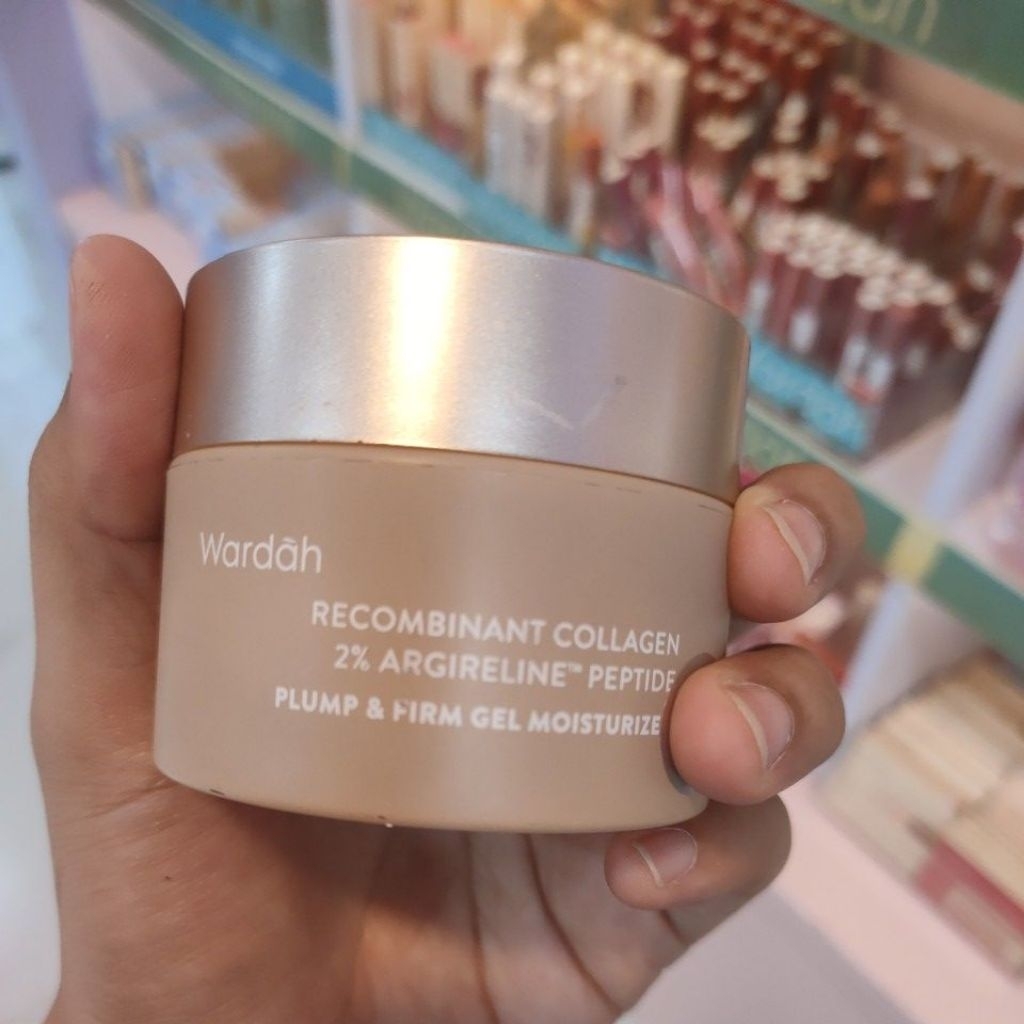 Wardāh
RECOMBINANT COLLAGEN
2% ARGIRELINE™ PEPTIDE
PLUMP & FIRM GEL MOISTURIZE